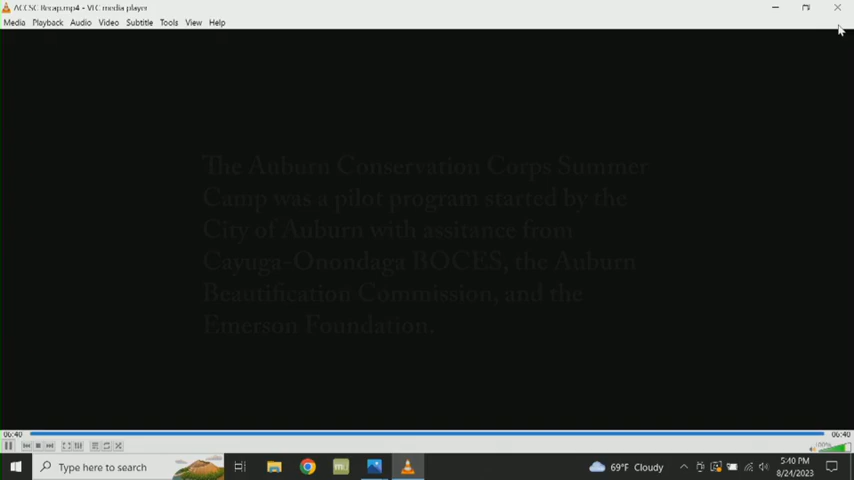 ACCSC Recap.mp4 - VLC media player
Media Playback Audio Video Subtitle Tools View Help
The Auburn Conservation Corps Summer
Camp was a pilot program started by the
City of Auburn with assitance from
Cayuga-Onondaga BOCES, the Auburn
Beautification Commission, and the
Emerson Foundation.
06:40 06:40
100%
Type here to search
69°F Cloudy
5:40 PM
8/24/2023